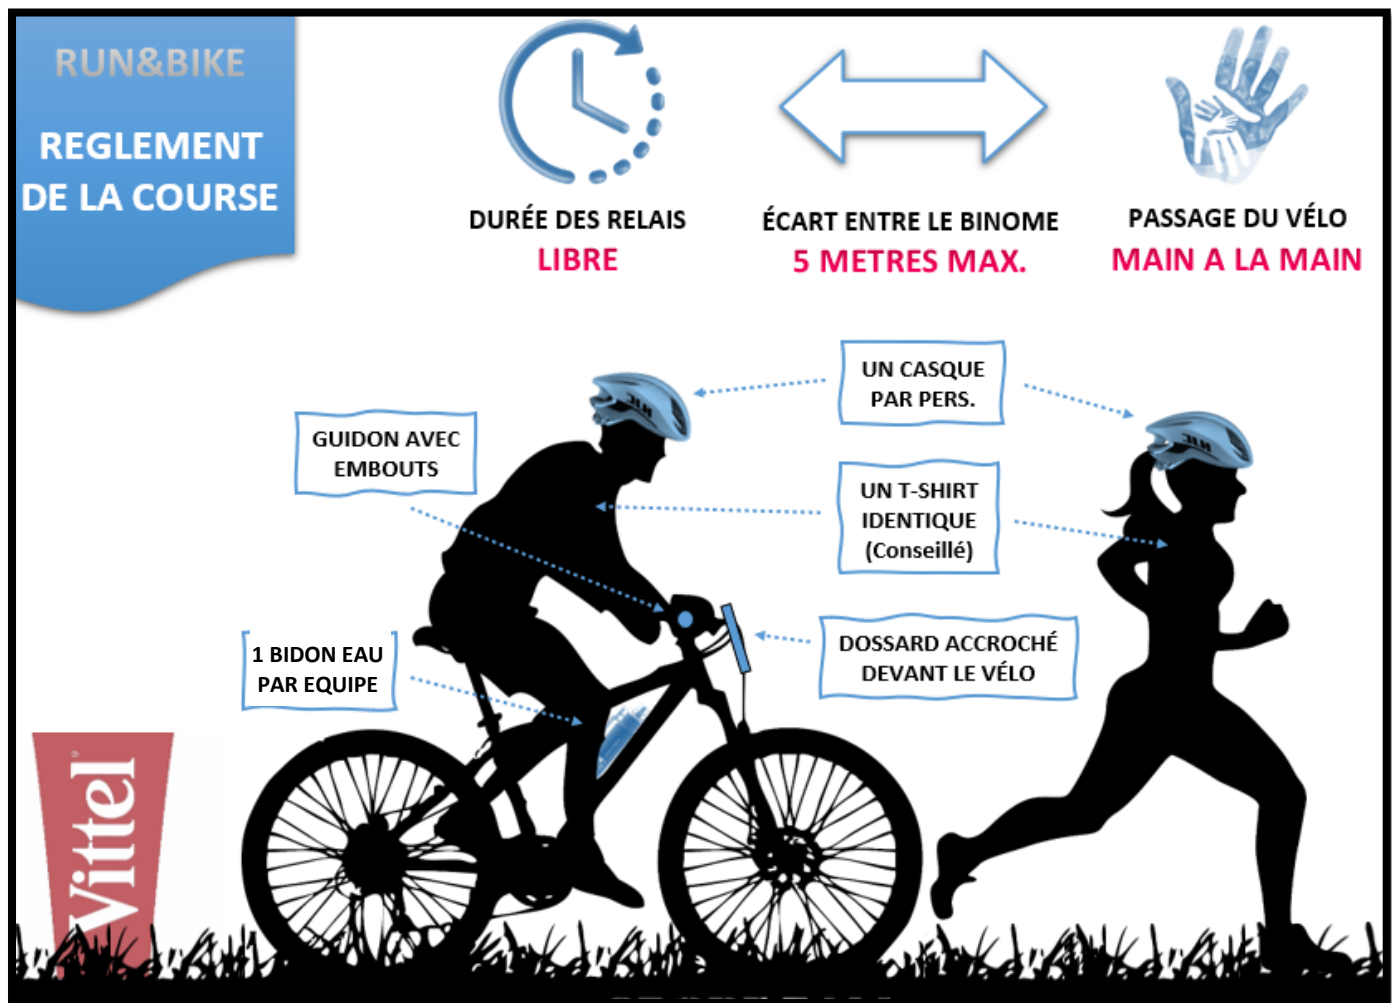 RUN&BIKE
REGLEMENT
DE LA COURSE
DURÉE DES RELAIS
LIBRE
ÉCART ENTRE LE BINOME
5 METRES MAX.
PASSAGE DU VÉLO
MAIN A LA MAIN
UN CASQUE
PAR PERS.
GUIDON AVEC
EMBOUTS
UN T-SHIRT
IDENTIQUE
(Conseillé)
DOSSARD ACCROCHÉ
DEVANT LE VÉLO
1 BIDON EAU
PAR EQUIPE
Vittel